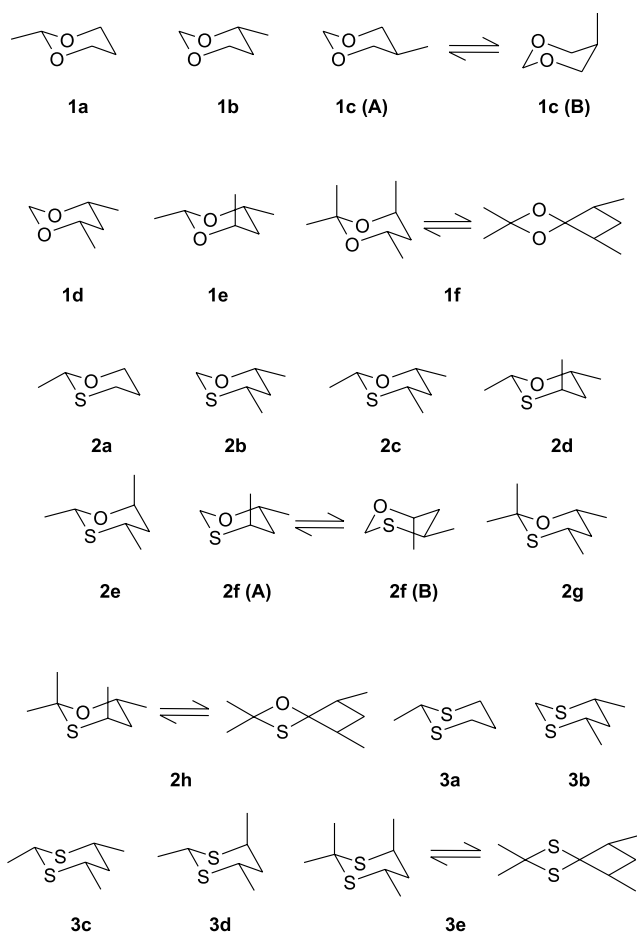 O O O O
O O O O
1a 1b 1c (A) 1c (B)
O O O O
O O O O
1d 1e 1f
O O O O
S S S S
2a 2b 2c 2d
O O O O
S S S S
2e 2f (A) 2f (B) 2g
O O S S
S S S S
2h 3a 3b
S S S S
S S S S
3c 3d 3e